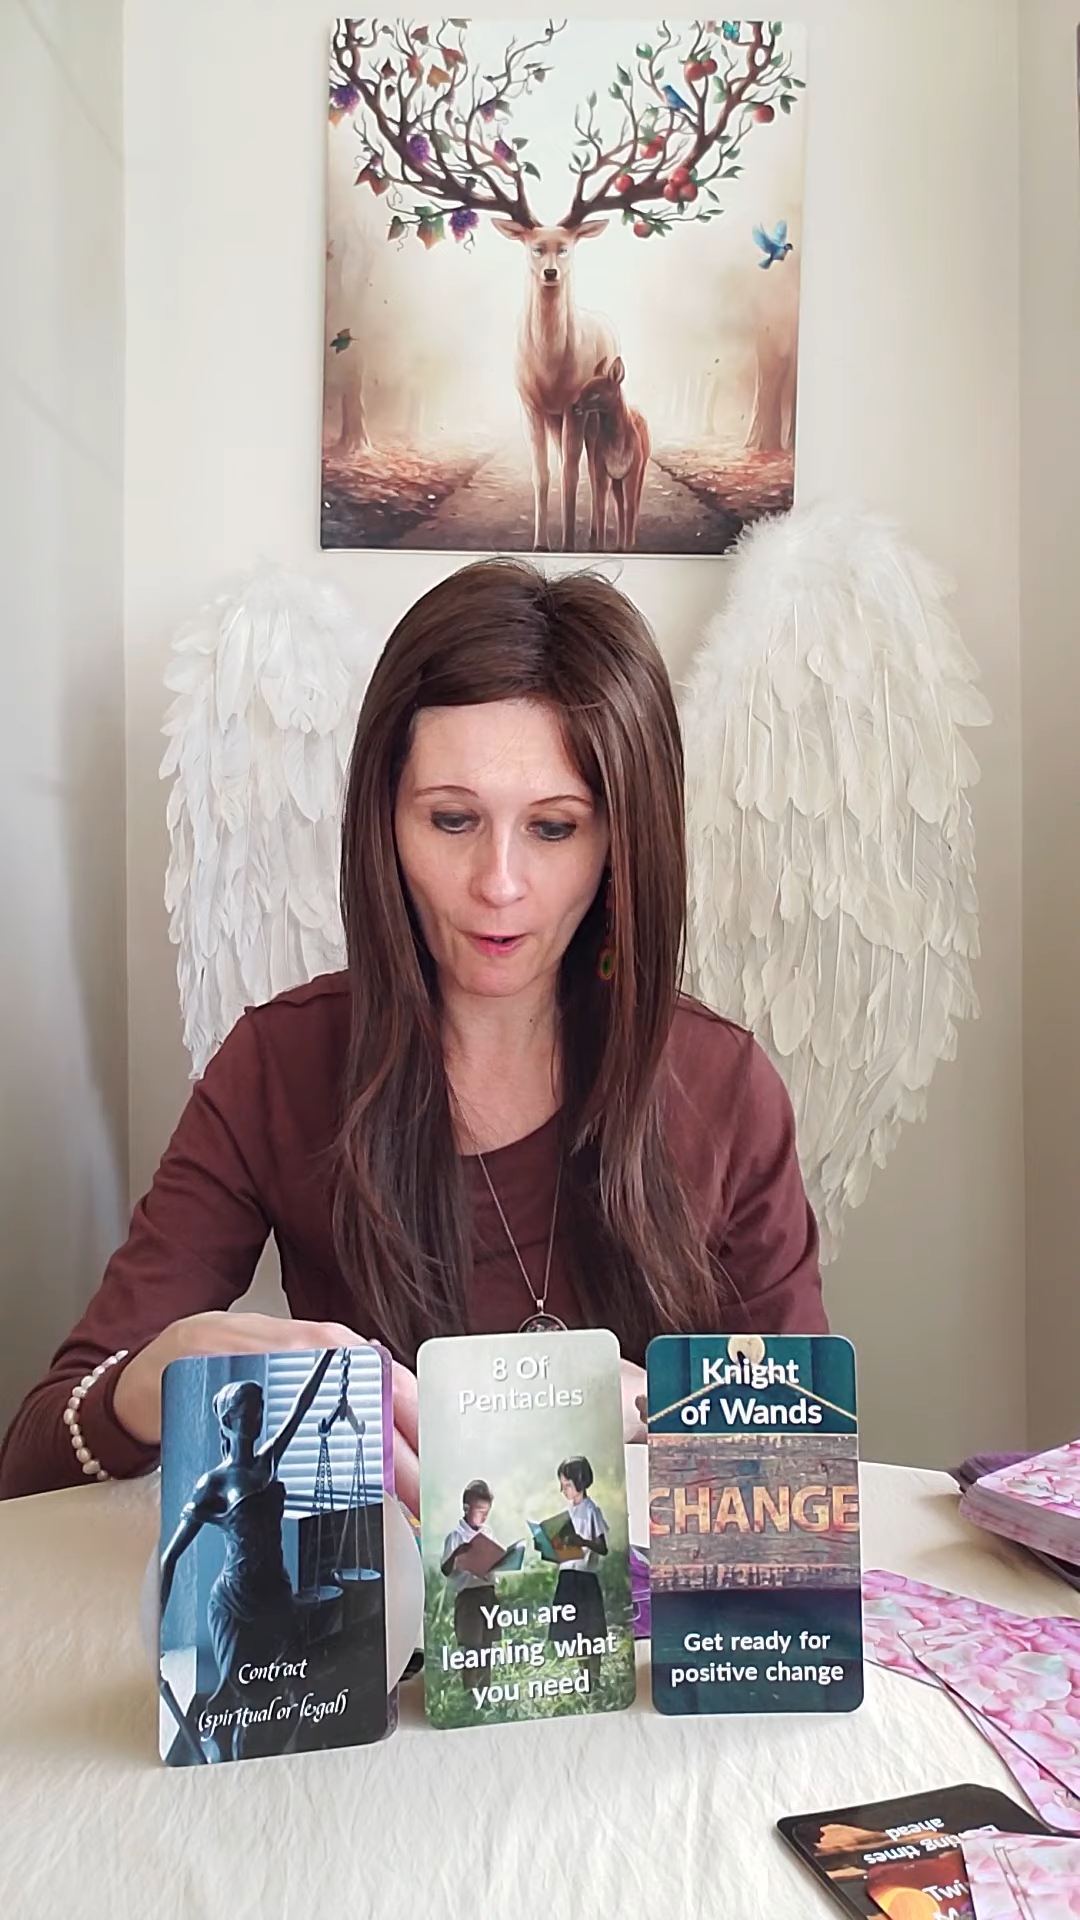 Contract
(spiritual or legal)
8 Of
Pentacles
You are
learning what
you need
Knight
of Wands
CHANGE
Get ready for
positive change
times
ahead